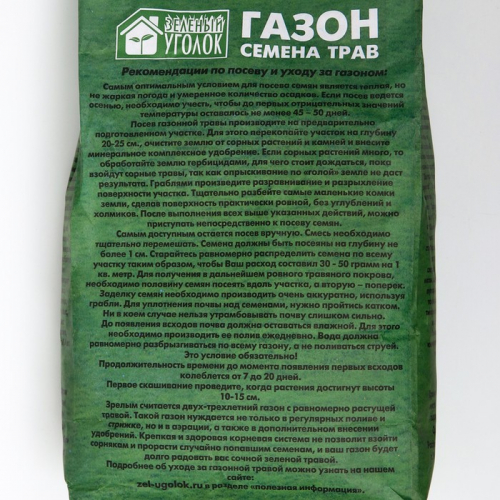 ЗЕЛЕНЫЙ
УГОЛОК
ГАЗОН
СЕМЕНА ТРАВ
Рекомендации по посеву и уходу за газоном:
Самым оптимальным условием для посева семян является теплая, но
не жаркая погода и умеренное количество осадков. Если посев ведется
осенью, необходимо учесть, чтобы до первых отрицательных значений
температуры оставалось не менее 45 – 50 дней.
Посев газонной травы производите на предварительно
подготовленном участке. Для этого перекопайте участок на глубину
20-25 см., очистите землю от сорных растений и камней и внесите
минеральное комплексное удобрение. Если сорных растений много, то
обработайте землю гербицидами, для чего стоит дождаться, пока
взойдут сорные травы, так как опрыскивание по «голой» земле не даст
результата. Граблями произведите разравнивание и разрыхление
поверхности участка. Тщательно разбейте самые маленькие комки
земли, сделав поверхность практически ровной, без углублений и
холмиков. После выполнения всех выше указанных действий, можно
приступать непосредственно к посеву семян.
Самым доступным остается посев вручную. Смесь необходимо
тщательно перемешать. Семена должны быть посеяны на глубину не
более 1 см. Старайтесь равномерно распределить семена по всему
участку таким образом, чтобы Ваш расход составил 30 - 50 грамм на 1
кв. метр. Для получения в дальнейшем ровного травяного покрова,
необходимо половину семян посеять вдоль участка, а вторую – поперек.
Заделку семян необходимо производить очень аккуратно, используя
грабли. Для уплотнения почвы над семенами, нужно пройтись катком.
Ни в коем случае нельзя утрамбовывать почву слишком сильно.
До появления всходов почва должна оставаться влажной. Для этого
необходимо производить ее полив ежедневно. Вода должна
равномерно разбрызгиваться по всему газону, а не поливаться струей.
Это условие обязательно!
Продолжительность времени до момента появления первых всходов
колеблется от 7 до 20 дней.
Первое скашивание проведите, когда растения достигнут высоты
10-15 см.
Зрелым считается двух-трехлетний газон с равномерно растущей
травой. Такой газон нуждается не только в регулярных поливе и
стрижке, но и в аэрации, а также в дополнительном внесении
удобрений. Крепкая и здоровая корневая система не позволит взойти
сорнякам и прорасти случайно попавшим семенам, и ваш газон будет
долго радовать вас сочной зеленой травой.
Подробнее об уходе за газонной травой можно узнать на нашем
сайте:
zel-ugolok.ru в разделе «полезная информация».